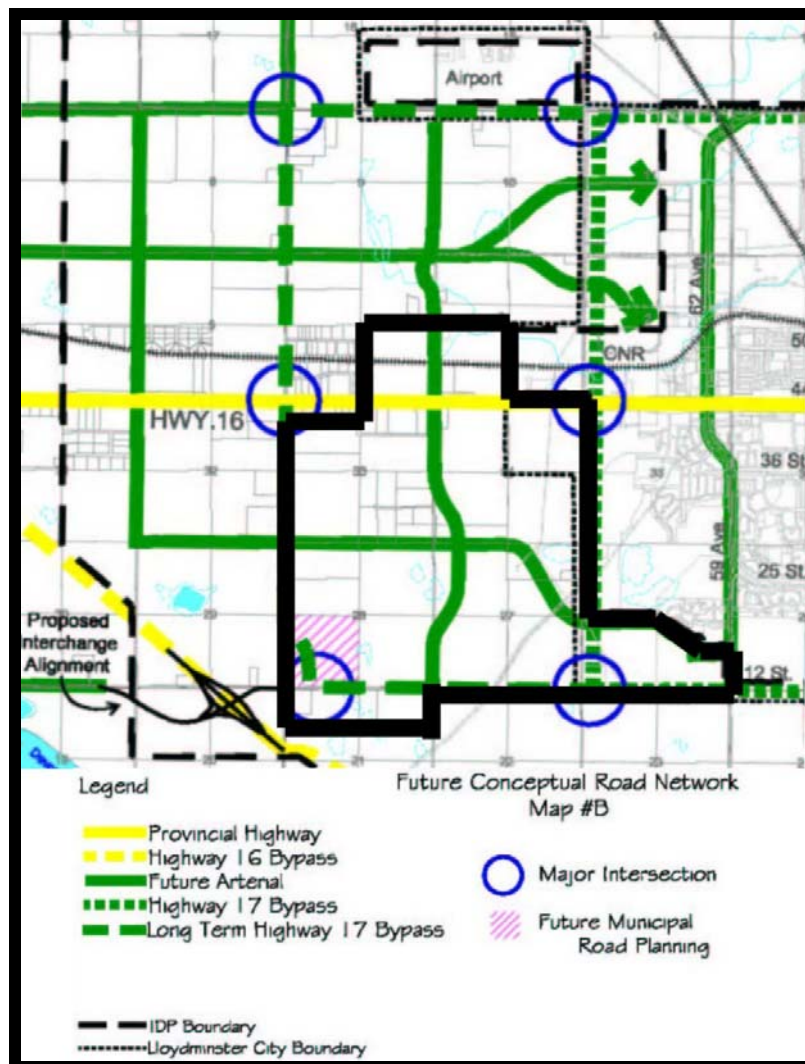 Airport
62 Ave
CNR
50
HWY.16
44
36 St.
59 Ave
25 St.
Proposed
Interchange
Alignment
12 St.
Legend
Future Conceptual Road Network
Map #B
Provincial Highway
Highway 16 Bypass
Future Arterial
Highway 17 Bypass
Long Term Highway 17 Bypass
Major Intersection
Future Municipal
Road Planning
IDP Boundary
Lloydminster City Boundary